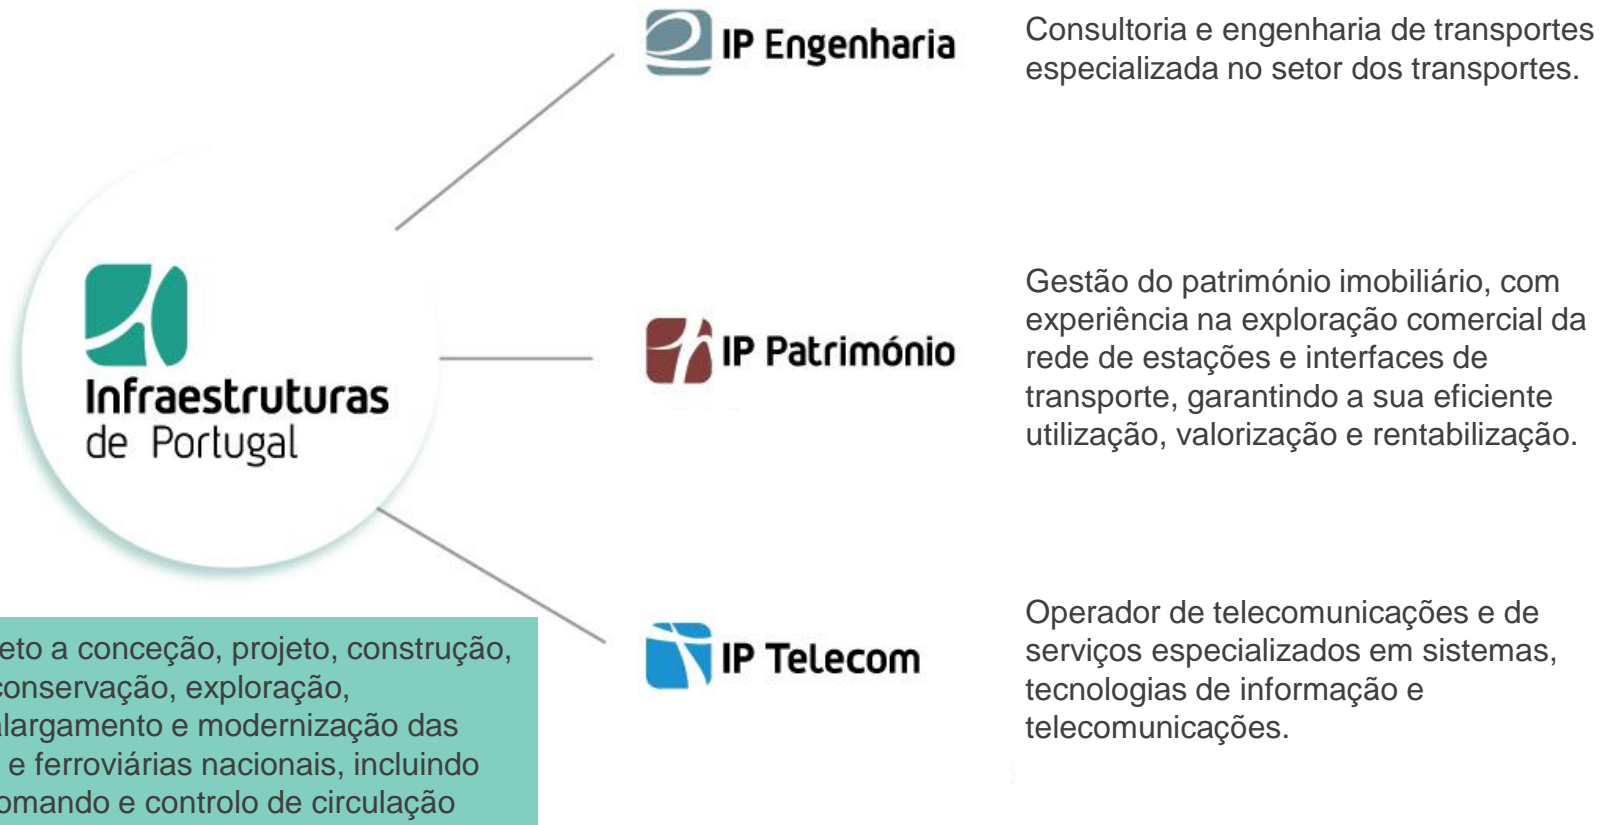 IP Engenharia
Consultoria e engenharia de transportes
especializada no setor dos transportes.
Infraestruturas
de Portugal
IP Património
Gestão do património imobiliário, com
experiência na exploração comercial da
rede de estações e interfaces de
transporte, garantindo a sua eficiente
utilização, valorização e rentabilização.
IP Telecom
Operador de telecomunicações e de
serviços especializados em sistemas,
tecnologias de informação e
telecomunicações.
eto a conceção, projeto, construção,
conservação, exploração,
alargamento e modernização das
e ferroviárias nacionais, incluindo
omando e controlo de circulação